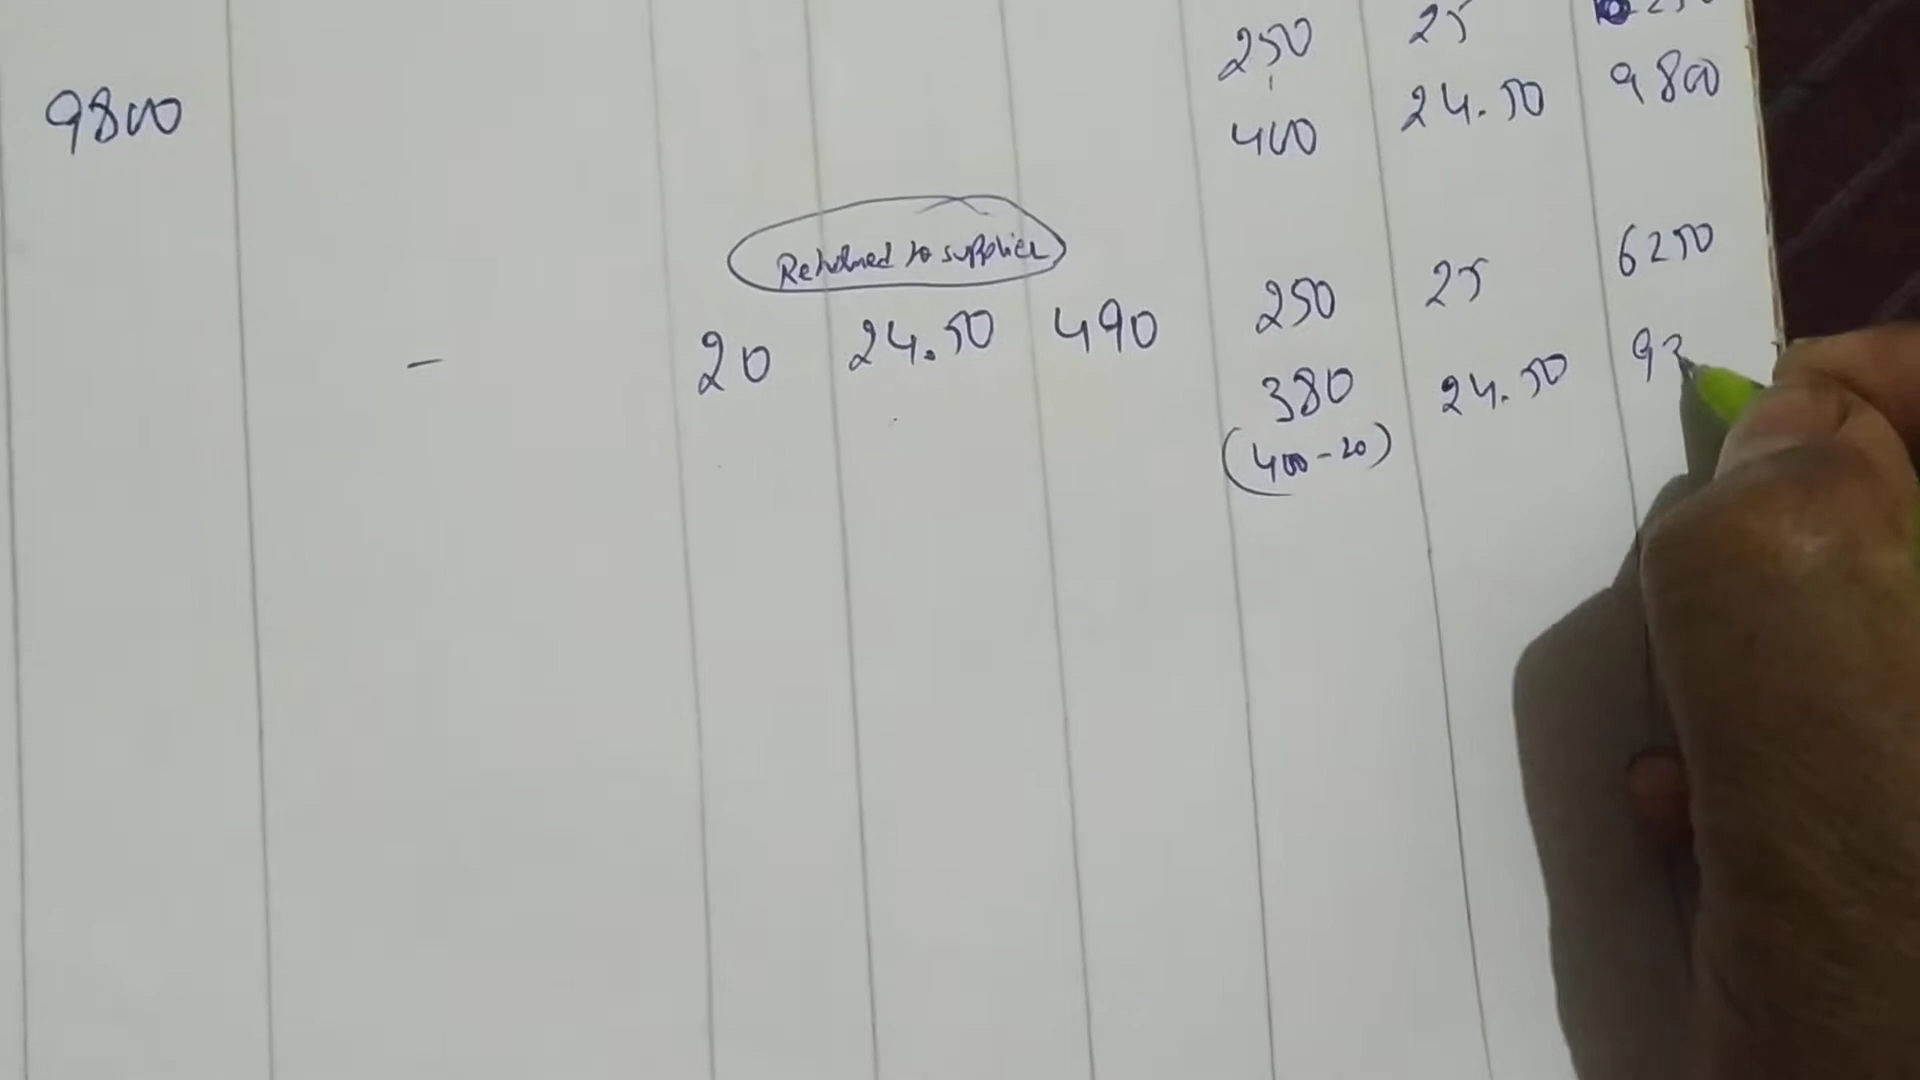 250 25
9800 400 24.50 9800
Returned to supplier
250 25 6250
- 20 24.50 490
380 24.50 93
(400-20)